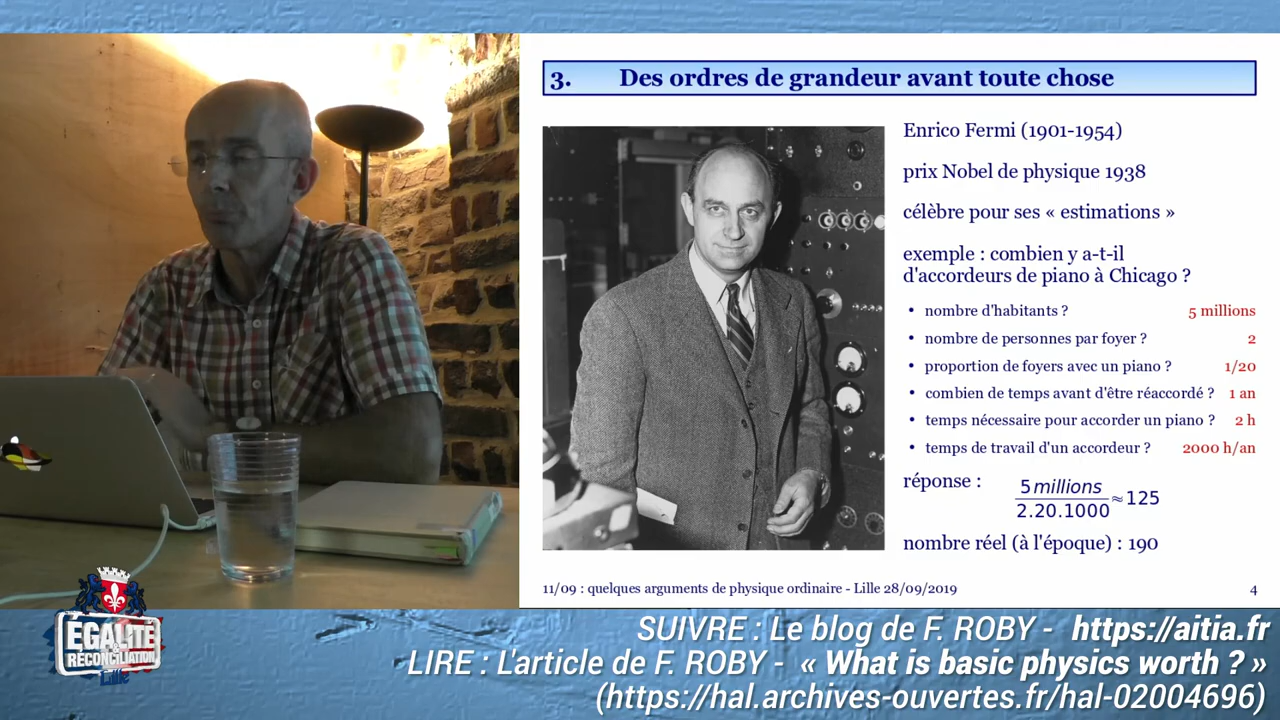 3. Des ordres de grandeur avant toute chose
Enrico Fermi (1901-1954)
prix Nobel de physique 1938
célèbre pour ses « estimations »
exemple : combien y a-t-il
d'accordeurs de piano à Chicago ?
• nombre d'habitants ? 5 millions
• nombre de personnes par foyer ? 2
• proportion de foyers avec un piano ? 1/20
• combien de temps avant d'être réaccordé ? 1 an
• temps nécessaire pour accorder un piano ? 2 h
• temps de travail d'un accordeur ? 2000 h/an
réponse :
5 millions
2.20.1000 ≈ 125
nombre réel (à l'époque) : 190
11/09 : quelques arguments de physique ordinaire - Lille 28/09/2019 4
ÉGALITÉ
&
RÉCONCILIATION
Lille
SUIVRE : Le blog de F. ROBY - https://aitia.fr
LIRE : L'article de F. ROBY - « What is basic physics worth ? »
(https://hal.archives-ouvertes.fr/hal-02004696)